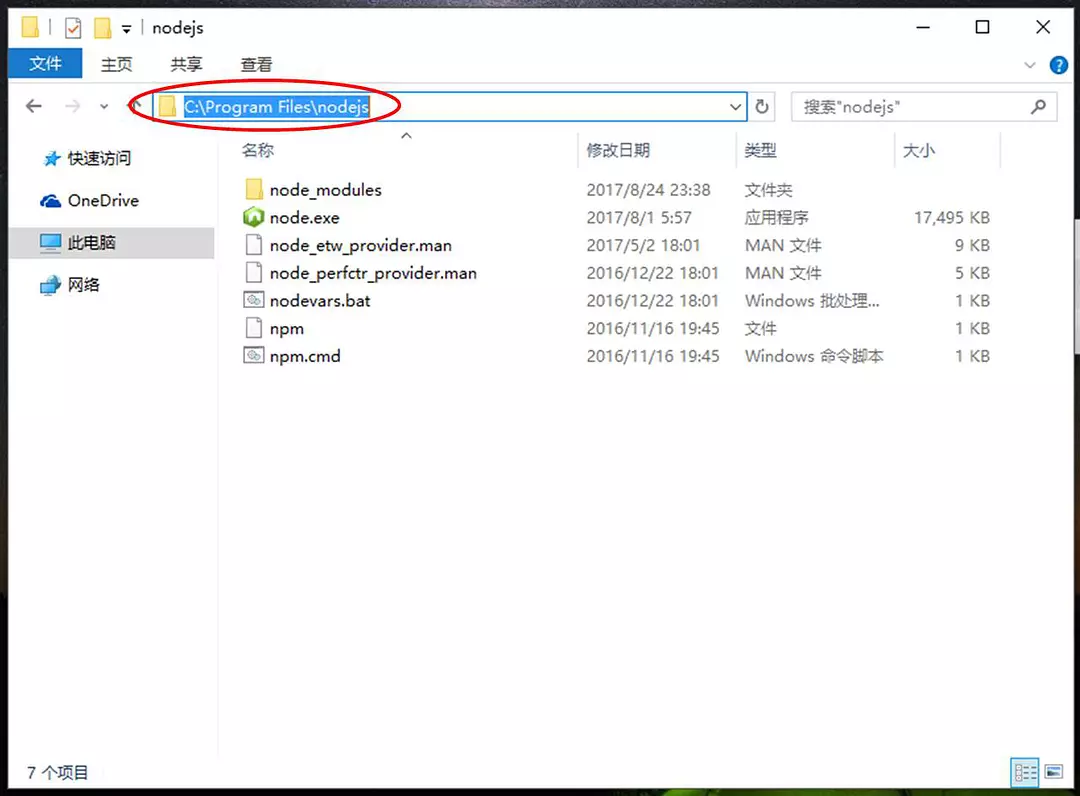 nodejs
文件 主页 共享 查看
C:\Program Files\nodejs 搜索"nodejs"
名称 修改日期 类型 大小
快速访问
OneDrive
此电脑
网络
node_modules 2017/8/24 23:38 文件夹
node.exe 2017/8/1 5:57 应用程序 17,495 KB
node_etw_provider.man 2017/5/2 18:01 MAN 文件 9 KB
node_perfctr_provider.man 2016/12/22 18:01 MAN 文件 5 KB
nodevars.bat 2016/12/22 18:01 Windows 批处理... 1 KB
npm 2016/11/16 19:45 文件 1 KB
npm.cmd 2016/11/16 19:45 Windows 命令脚本 1 KB
7 个项目